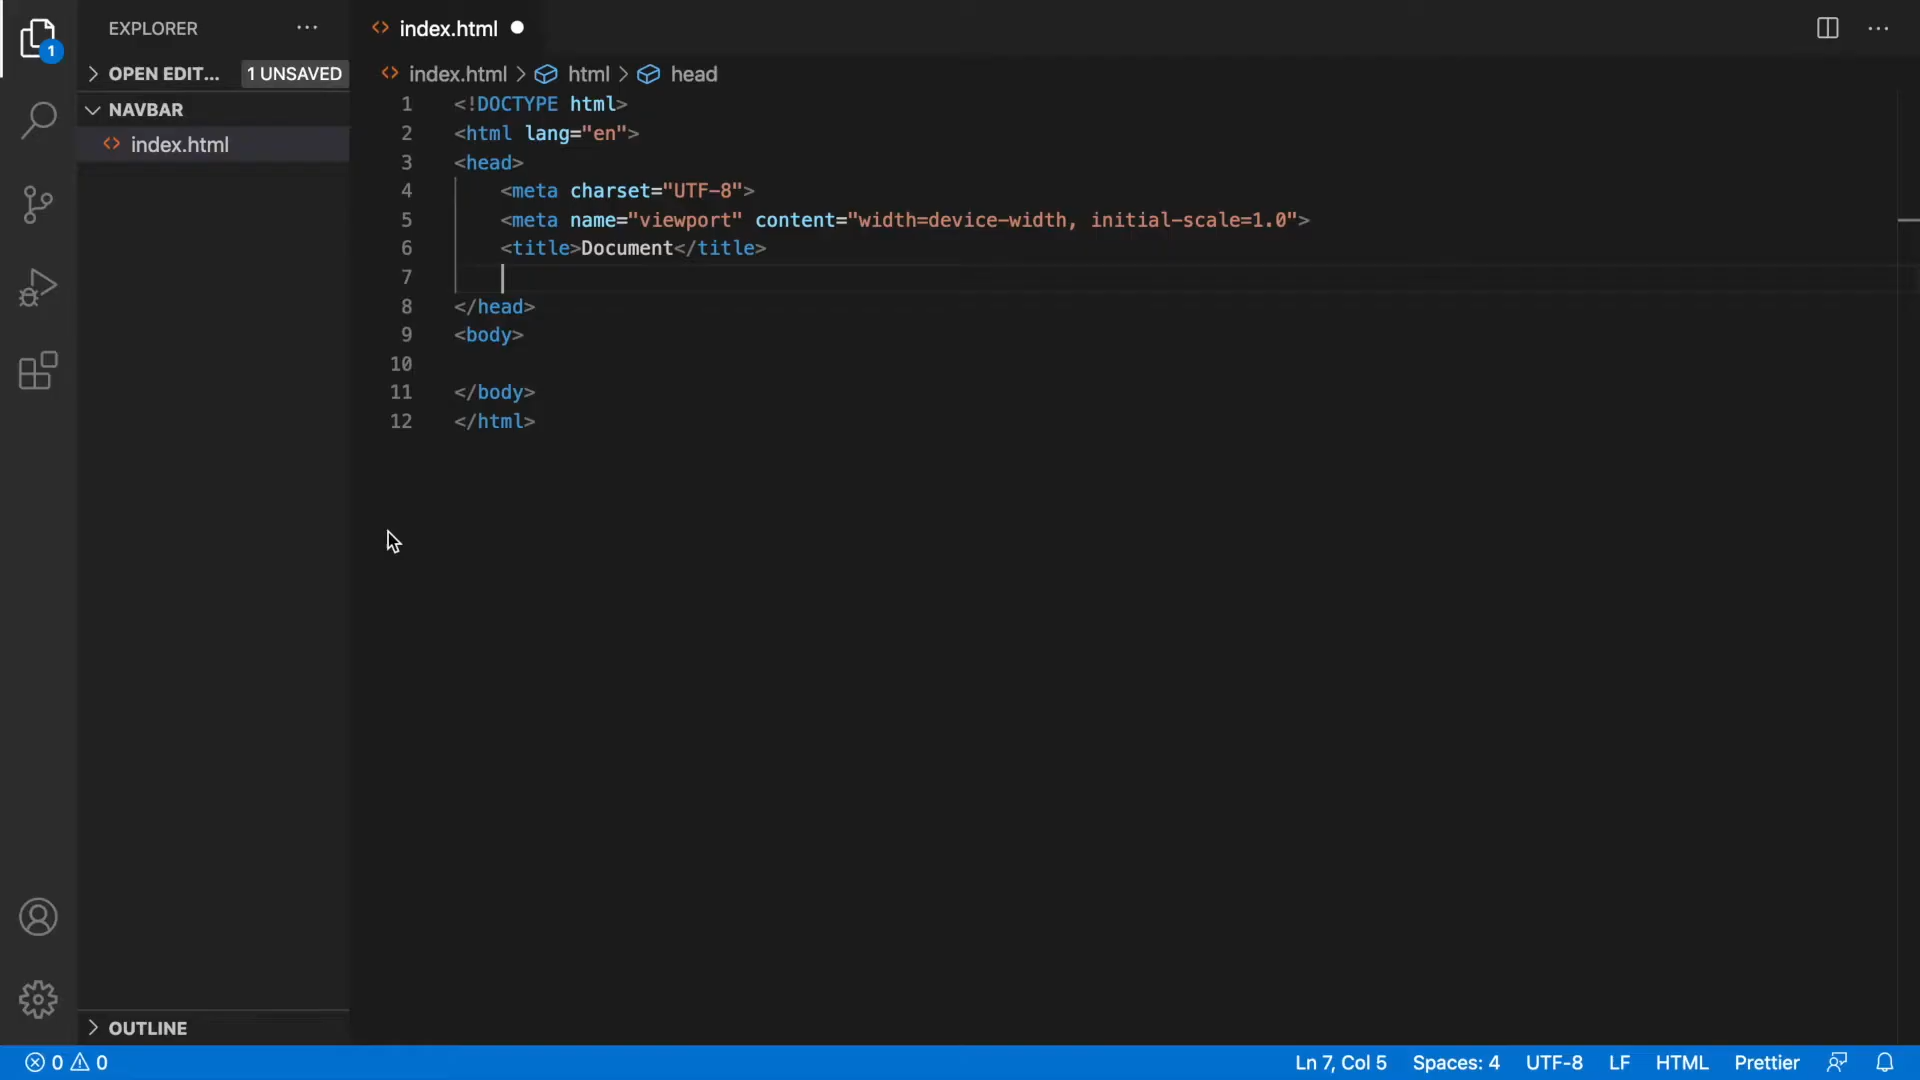 EXPLORER
OPEN EDIT... 1 UNSAVED
NAVBAR
index.html
OUTLINE
index.html
index.html > html > head
1 <!DOCTYPE html>
2 <html lang="en">
3 <head>
4 <meta charset="UTF-8">
5 <meta name="viewport" content="width=device-width, initial-scale=1.0">
6 <title>Document</title>
7
8 </head>
9 <body>
10
11 </body>
12 </html>
1
0 0
Ln 7, Col 5 Spaces: 4 UTF-8 LF HTML Prettier